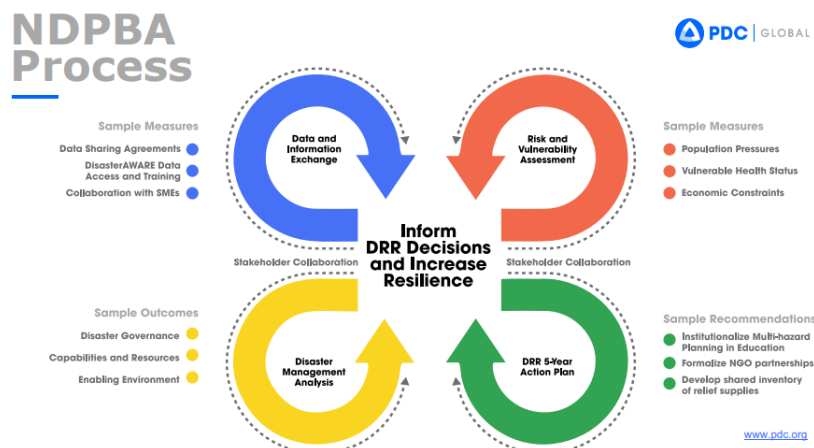 NDPBA
Process
PDC | GLOBAL
Sample Measures
Data Sharing Agreements
DisasterAWARE Data
Access and Training
Collaboration with SMEs
Data and
Information
Exchange
Risk and
Vulnerability
Assessment
Sample Measures
Population Pressures
Vulnerable Health Status
Economic Constraints
Stakeholder Collaboration
Inform
DRR Decisions
and Increase
Resilience
Stakeholder Collaboration
Sample Outcomes
Disaster Governance
Capabilities and Resources
Enabling Environment
Disaster
Management
Analysis
DRR 5-Year
Action Plan
Sample Recommendations
Institutionalize Multi-hazard
Planning in Education
Formalize NGO partnerships
Develop shared inventory
of relief supplies
www.pdc.org